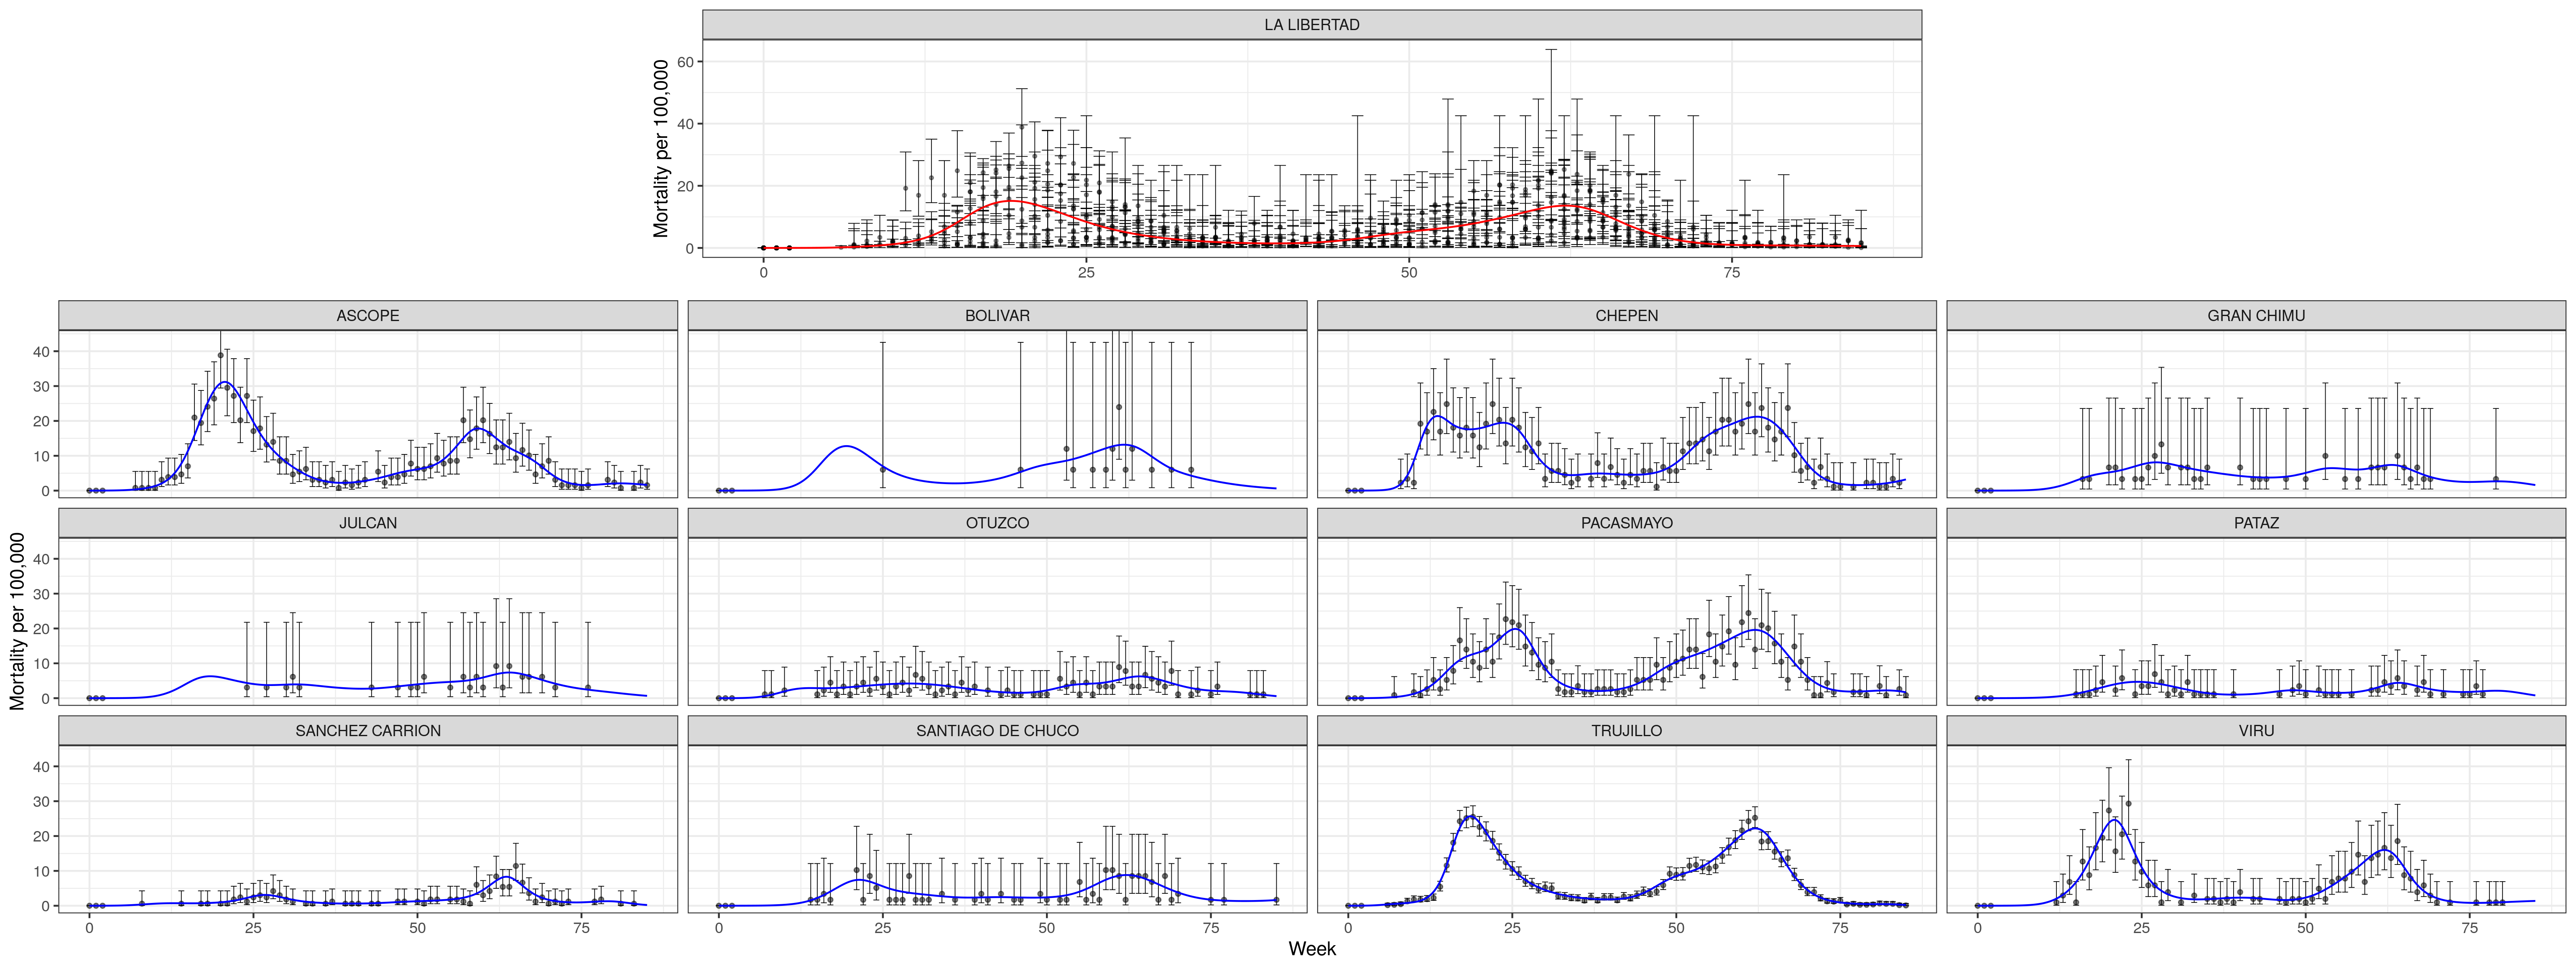 LA LIBERTAD
Mortality per 100,000
60
40
20
0
0 25 50 75
ASCOPE BOLIVAR CHEPEN GRAN CHIMU
40
30
20
10
0
JULCAN OTUZCO PACASMAYO PATAZ
Mortality per 100,000
40
30
20
10
0
SANCHEZ CARRION SANTIAGO DE CHUCO TRUJILLO VIRU
40
30
20
10
0
0 25 50 75 0 25 50 75 0 25 50 75 0 25 50 75
Week